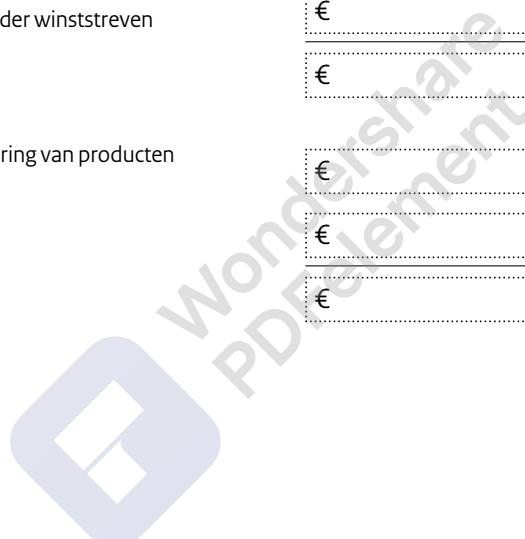 der winststreven €
€
ring van producten €
€
€
Wondershare
PDFelement